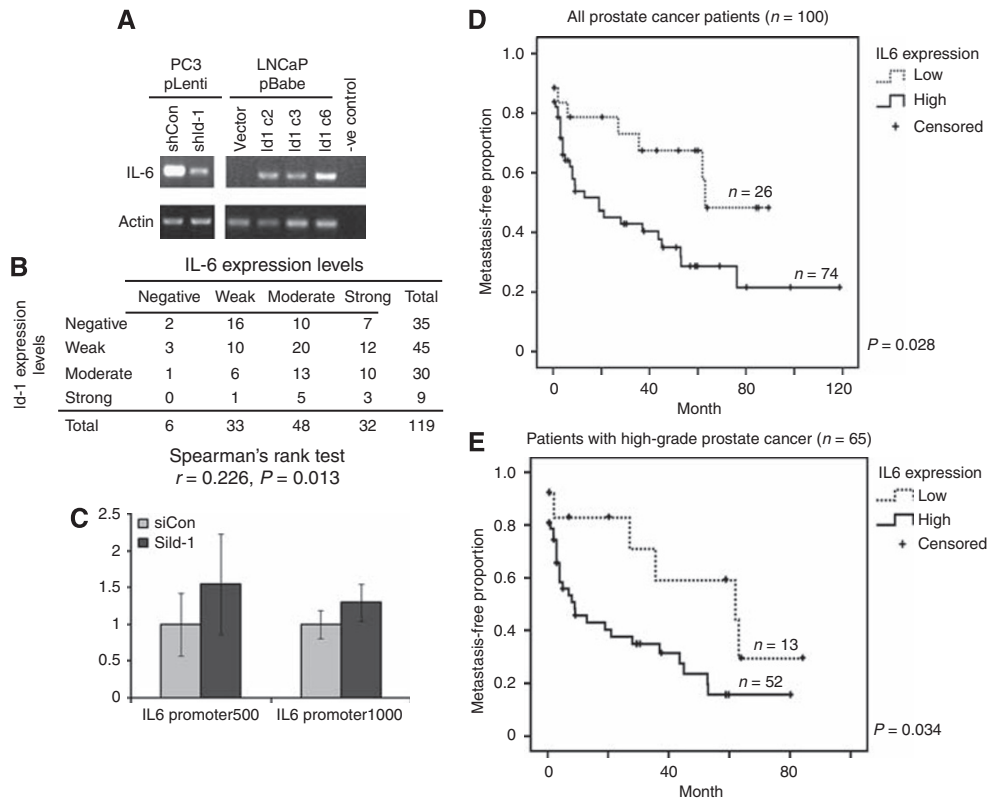 A
PC3
pLenti
LNCaP
pBabe
shCon
shId-1
Vector
Id1 c2
Id1 c3
Id1 c6
-ve control
IL-6
Actin
B
IL-6 expression levels
Negative Weak Moderate Strong Total
Id-1 expression
levels
Negative 2 16 10 7 35
Weak 3 10 20 12 45
Moderate 1 6 13 10 30
Strong 0 1 5 3 9
Total 6 33 48 32 119
Spearman's rank test
r = 0.226, P = 0.013
C
2.5
2
1.5
1
0.5
0
siCon
SiId-1
IL6 promoter500 IL6 promoter1000
D
All prostate cancer patients (n = 100)
Metastasis-free proportion
1.0
0.8
0.6
0.4
0.2
0
0 40 80 120
Month
n = 26
n = 74
IL6 expression
Low
High
Censored
P = 0.028
E
Patients with high-grade prostate cancer (n = 65)
Metastasis-free proportion
1.0
0.8
0.6
0.4
0.2
0
0 40 80
Month
n = 13
n = 52
IL6 expression
Low
High
Censored
P = 0.034